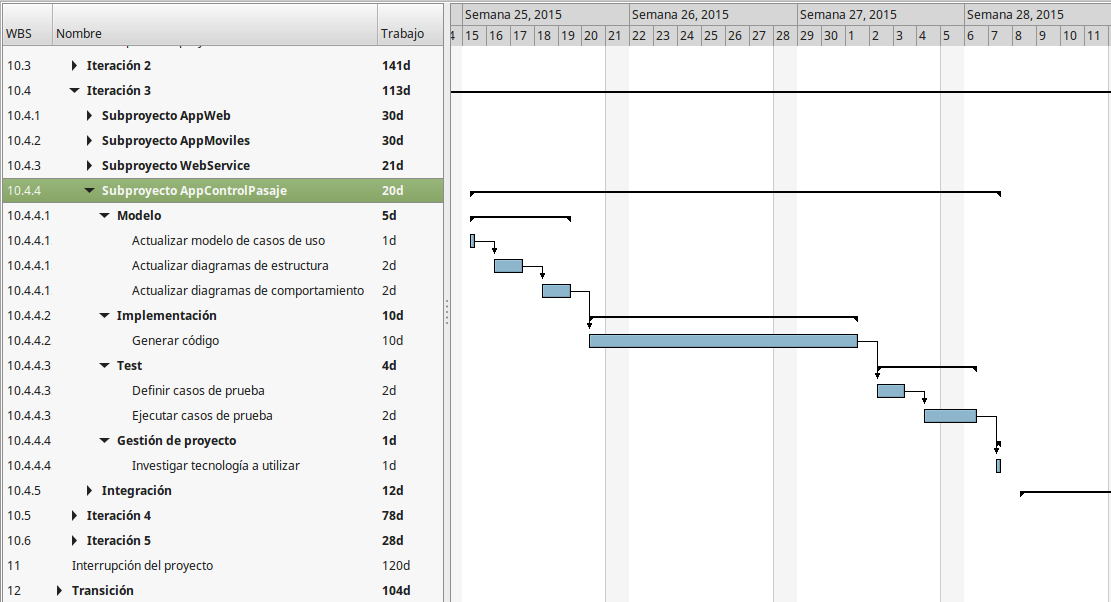 WBS Nombre Trabajo
Semana 25, 2015 Semana 26, 2015 Semana 27, 2015 Semana 28, 2015
4 15 16 17 18 19 20 21 22 23 24 25 26 27 28 29 30 1 2 3 4 5 6 7 8 9 10 11
10.3 Iteración 2 141d
10.4 Iteración 3 113d
10.4.1 Subproyecto AppWeb 30d
10.4.2 Subproyecto AppMoviles 30d
10.4.3 Subproyecto WebService 21d
10.4.4 Subproyecto AppControlPasaje 20d
10.4.4.1 Modelo 5d
10.4.4.1 Actualizar modelo de casos de uso 1d
10.4.4.1 Actualizar diagramas de estructura 2d
10.4.4.1 Actualizar diagramas de comportamiento 2d
10.4.4.2 Implementación 10d
10.4.4.2 Generar código 10d
10.4.4.3 Test 4d
10.4.4.3 Definir casos de prueba 2d
10.4.4.3 Ejecutar casos de prueba 2d
10.4.4.4 Gestión de proyecto 1d
10.4.4.4 Investigar tecnología a utilizar 1d
10.4.5 Integración 12d
10.5 Iteración 4 78d
10.6 Iteración 5 28d
11 Interrupción del proyecto 120d
12 Transición 104d